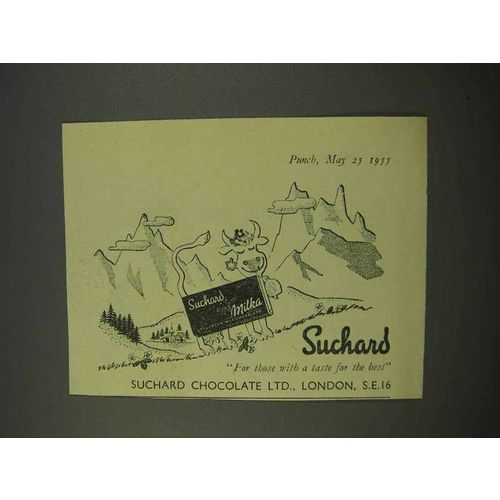 Punch, May 25 1955
Suchard
Milka
Suchard
"For those with a taste for the best"
SUCHARD CHOCOLATE LTD., LONDON, S.E.16